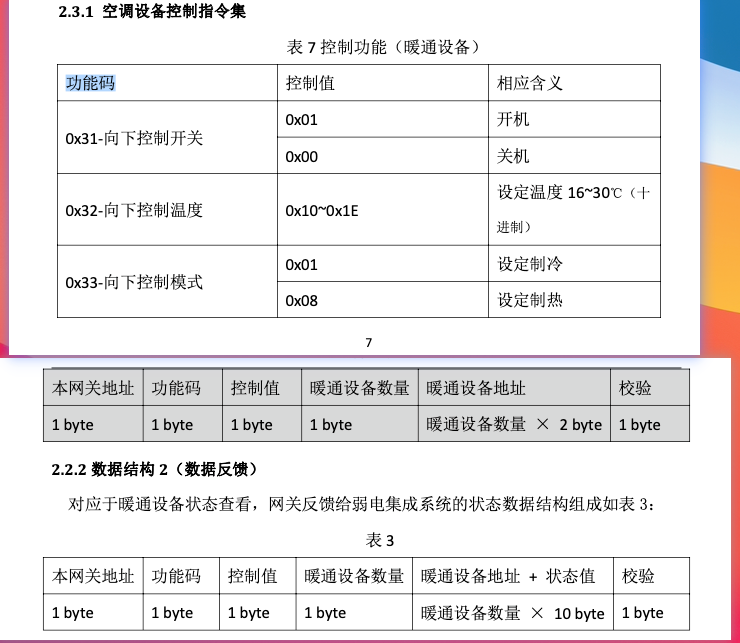 2.3.1 空调设备控制指令集
表 7 控制功能（暖通设备）
功能码 控制值 相应含义
0x31-向下控制开关 0x01 开机
0x00 关机
0x32-向下控制温度 0x10~0x1E 设定温度 16~30℃（十
进制）
0x33-向下控制模式 0x01 设定制冷
0x08 设定制热
7
本网关地址 功能码 控制值 暖通设备数量 暖通设备地址 校验
1 byte 1 byte 1 byte 1 byte 暖通设备数量 × 2 byte 1 byte
2.2.2 数据结构 2（数据反馈）
对应于暖通设备状态查看，网关反馈给弱电集成系统的状态数据结构组成如表 3：
表 3
本网关地址 功能码 控制值 暖通设备数量 暖通设备地址 + 状态值 校验
1 byte 1 byte 1 byte 1 byte 暖通设备数量 × 10 byte 1 byte